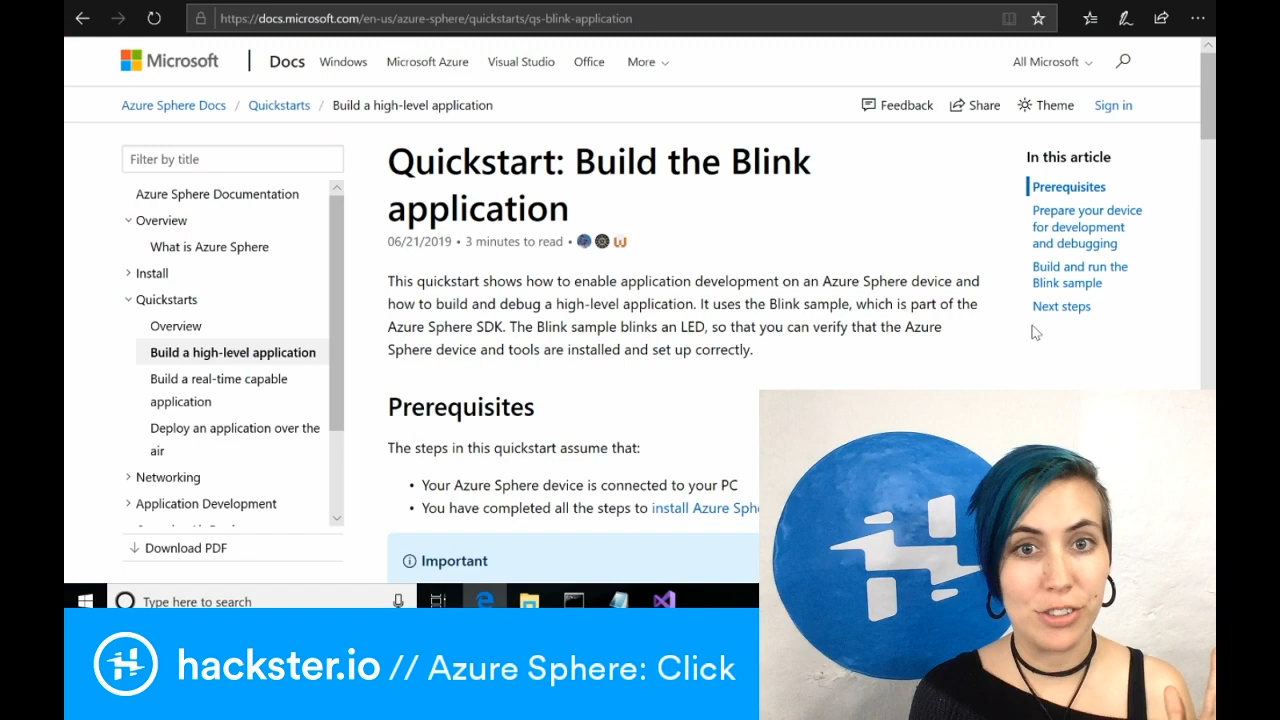 https://docs.microsoft.com/en-us/azure-sphere/quickstarts/qs-blink-application
Microsoft
Docs
Windows
Microsoft Azure
Visual Studio
Office
More
All Microsoft
Azure Sphere Docs / Quickstarts / Build a high-level application
Feedback
Share
Theme
Sign in
Filter by title
Azure Sphere Documentation
Overview
What is Azure Sphere
Install
Quickstarts
Overview
Build a high-level application
Build a real-time capable
application
Deploy an application over the
air
Networking
Application Development
Download PDF
Quickstart: Build the Blink
application
06/21/2019 • 3 minutes to read •
This quickstart shows how to enable application development on an Azure Sphere device and
how to build and debug a high-level application. It uses the Blink sample, which is part of the
Azure Sphere SDK. The Blink sample blinks an LED, so that you can verify that the Azure
Sphere device and tools are installed and set up correctly.
Prerequisites
The steps in this quickstart assume that:
• Your Azure Sphere device is connected to your PC
• You have completed all the steps to install Azure Sphe
Important
In this article
Prerequisites
Prepare your device
for development
and debugging
Build and run the
Blink sample
Next steps
Type here to search
hackster.io // Azure Sphere: Click